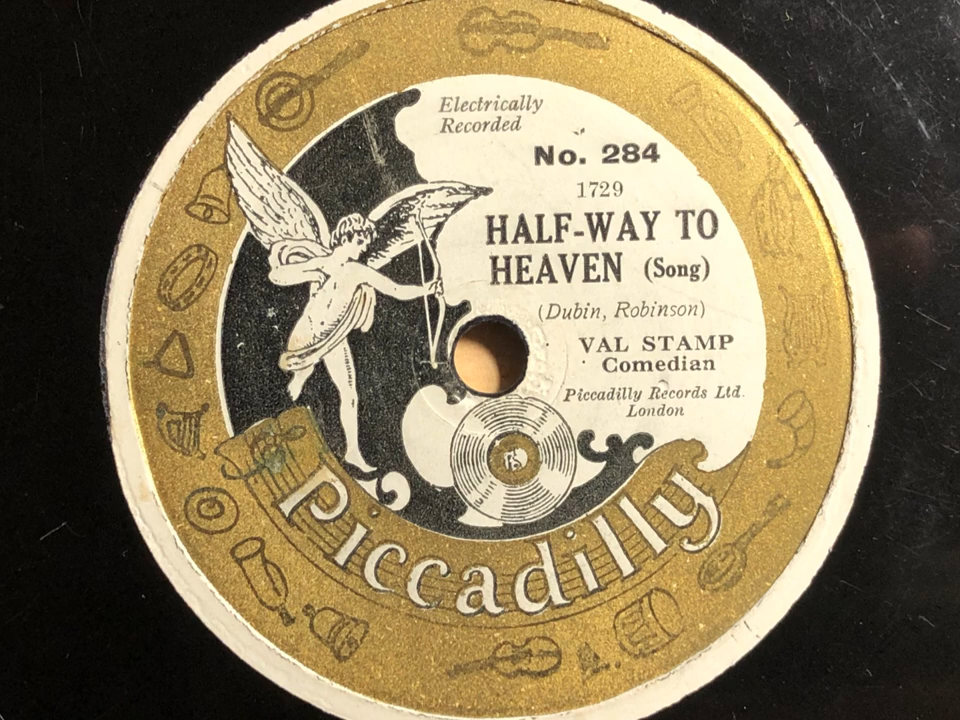 Electrically
Recorded
No. 284
1729
HALF-WAY TO
HEAVEN (Song)
(Dubin, Robinson)
VAL STAMP
Comedian
Piccadilly Records Ltd.
London
Piccadilly